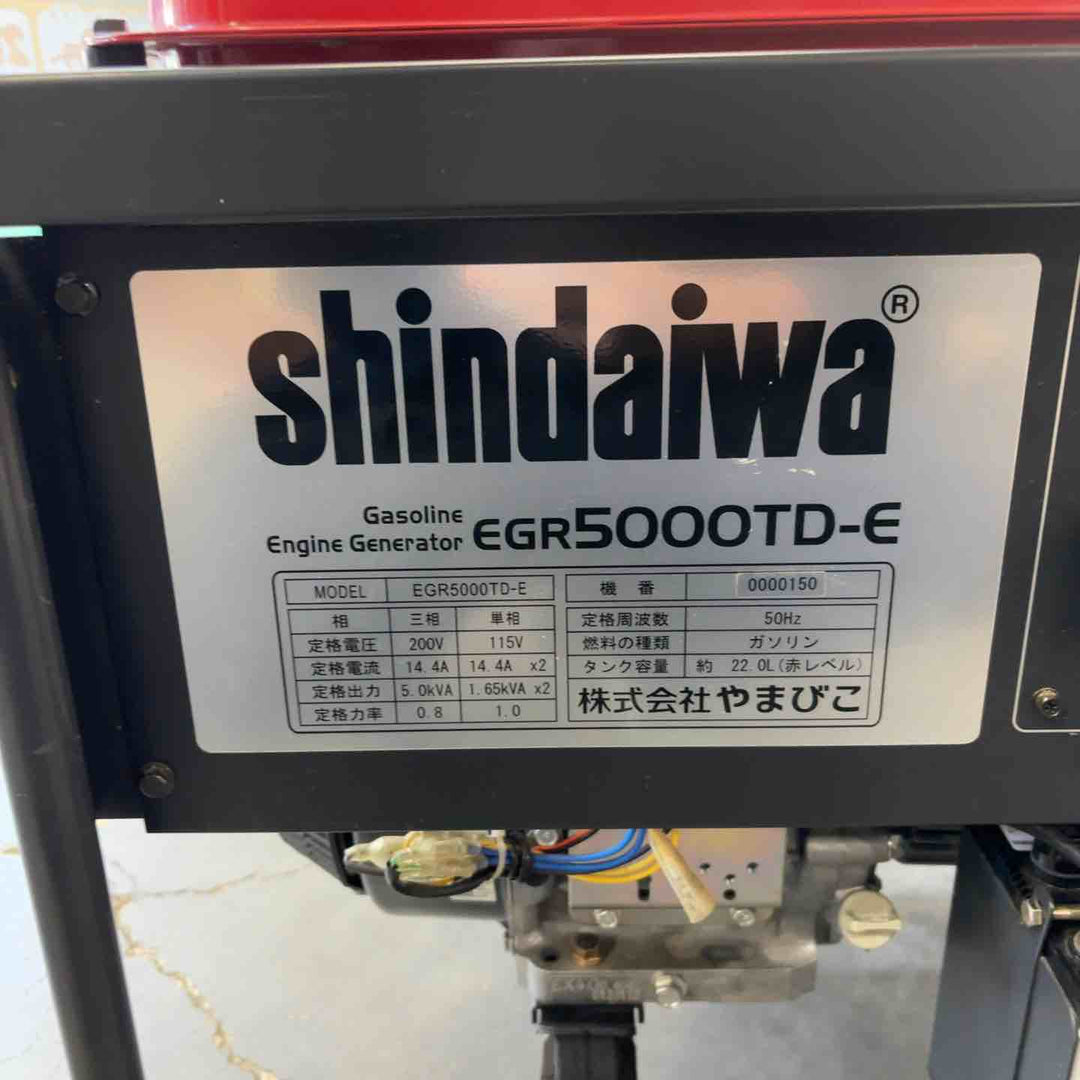 shindaiwa®
Gasoline
Engine Generator EGR5000TD-E
MODEL EGR5000TD-E
相 三相 単相
定格電圧 200V 115V
定格電流 14.4A 14.4A x2
定格出力 5.0kVA 1.65kVA x2
定格力率 0.8 1.0
機番 0000150
定格周波数 50Hz
燃料の種類 ガソリン
タンク容量 約 22.0L(赤レベル)
株式会社やまびこ